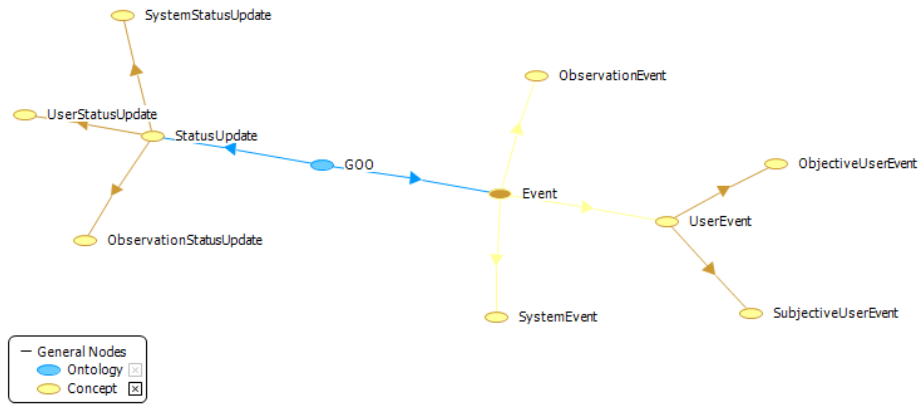 SystemStatusUpdate
ObservationEvent
UserStatusUpdate
StatusUpdate
GOO
ObjectiveUserEvent
Event
UserEvent
ObservationStatusUpdate
SystemEvent
SubjectiveUserEvent
General Nodes
Ontology
Concept